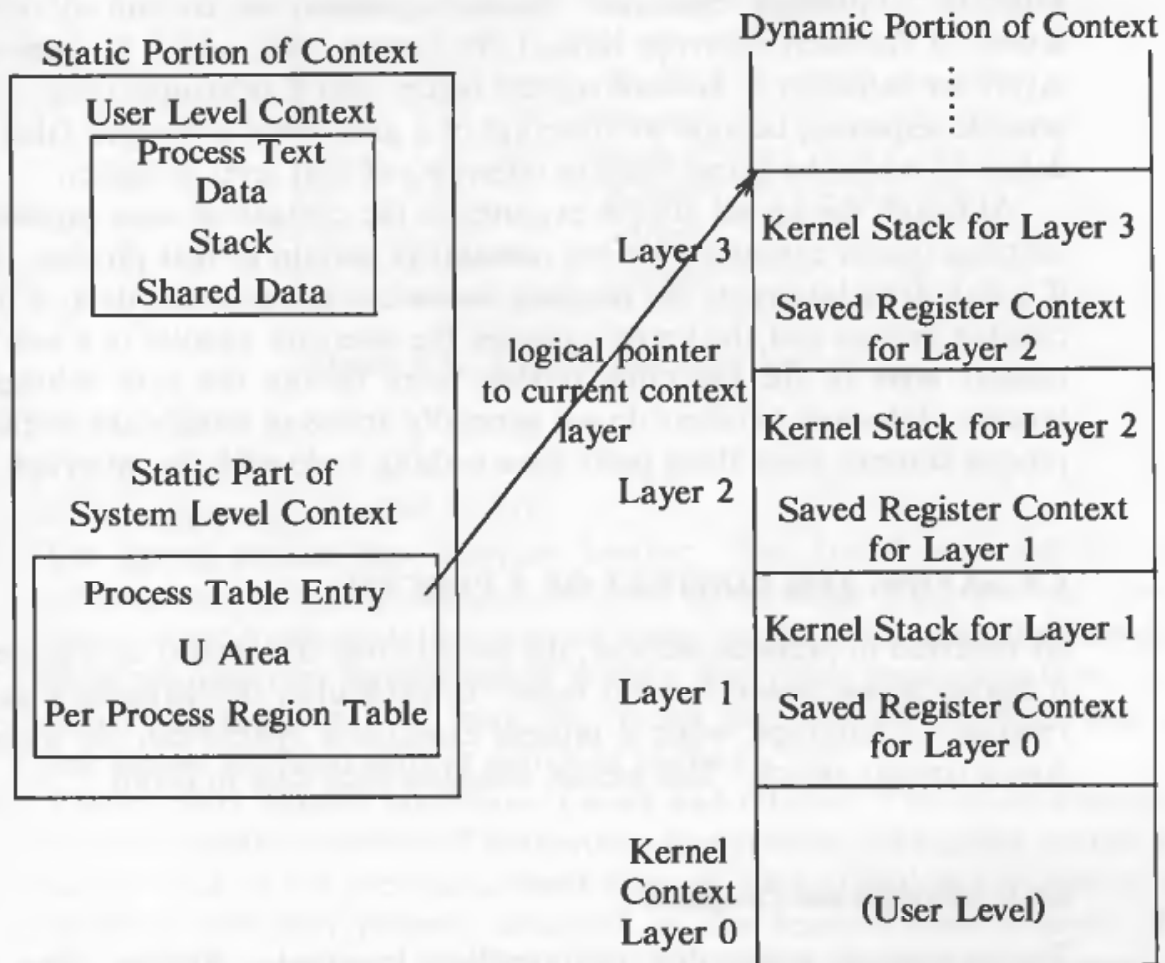 Static Portion of Context
User Level Context
Process Text
Data
Stack
Shared Data
Static Part of
System Level Context
Process Table Entry
U Area
Per Process Region Table
logical pointer
to current context
layer
Dynamic Portion of Context
Layer 3
Kernel Stack for Layer 3
Saved Register Context
for Layer 2
Layer 2
Kernel Stack for Layer 2
Saved Register Context
for Layer 1
Layer 1
Kernel Stack for Layer 1
Saved Register Context
for Layer 0
Kernel
Context
Layer 0
(User Level)